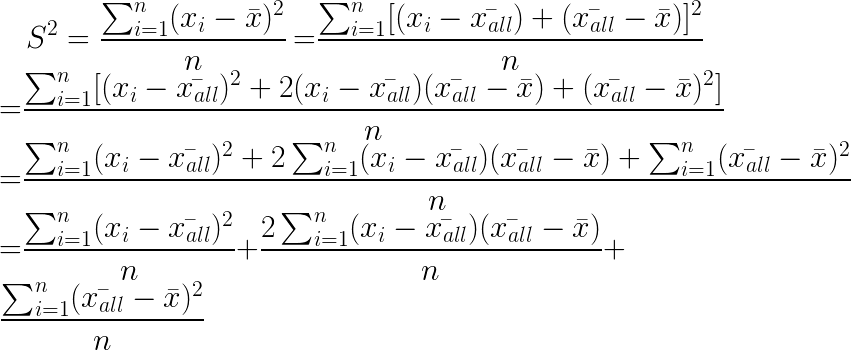 S² = \frac{\sum_{i=1}^{n}(x_i - \bar{x})^2}{n} = \frac{\sum_{i=1}^{n}[(x_i - \bar{x_{all}}) + (\bar{x_{all}} - \bar{x})]^2}{n}
= \frac{\sum_{i=1}^{n}[(x_i - \bar{x_{all}})^2 + 2(x_i - \bar{x_{all}})(\bar{x_{all}} - \bar{x}) + (\bar{x_{all}} - \bar{x})^2]}{n}
= \frac{\sum_{i=1}^{n}(x_i - \bar{x_{all}})^2 + 2\sum_{i=1}^{n}(x_i - \bar{x_{all}})(\bar{x_{all}} - \bar{x}) + \sum_{i=1}^{n}(\bar{x_{all}} - \bar{x})^2}{n}
= \frac{\sum_{i=1}^{n}(x_i - \bar{x_{all}})^2}{n} + \frac{2\sum_{i=1}^{n}(x_i - \bar{x_{all}})(\bar{x_{all}} - \bar{x})}{n} +
\frac{\sum_{i=1}^{n}(\bar{x_{all}} - \bar{x})^2}{n}